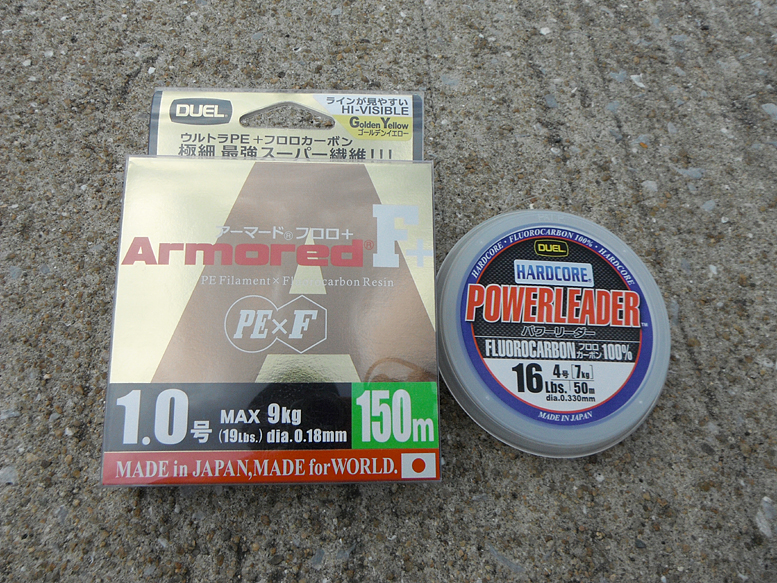 DUEL
ラインが見やすい
HI-VISIBLE
Golden Yellow
ゴールデンイエロー
ウルトラPE+フロロカーボン
極細 最強スーパー繊維!!!
アーマード®フロロ+
Armored® F+
PE Filament×Fluorocarbon Resin
PE×F
1.0号
MAX 9kg
(19Lbs.) dia.0.18mm
150m
MADE in JAPAN,MADE for WORLD.
HARDCORE・FLUOROCARBON 100%・HARDCORE
DUEL
HARDCORE®
POWERLEADER™
パワーリーダー
FLUOROCARBON フロロカーボン 100%
16Lbs.
4号[7kg]
50m
dia.0.330mm
MADE IN JAPAN